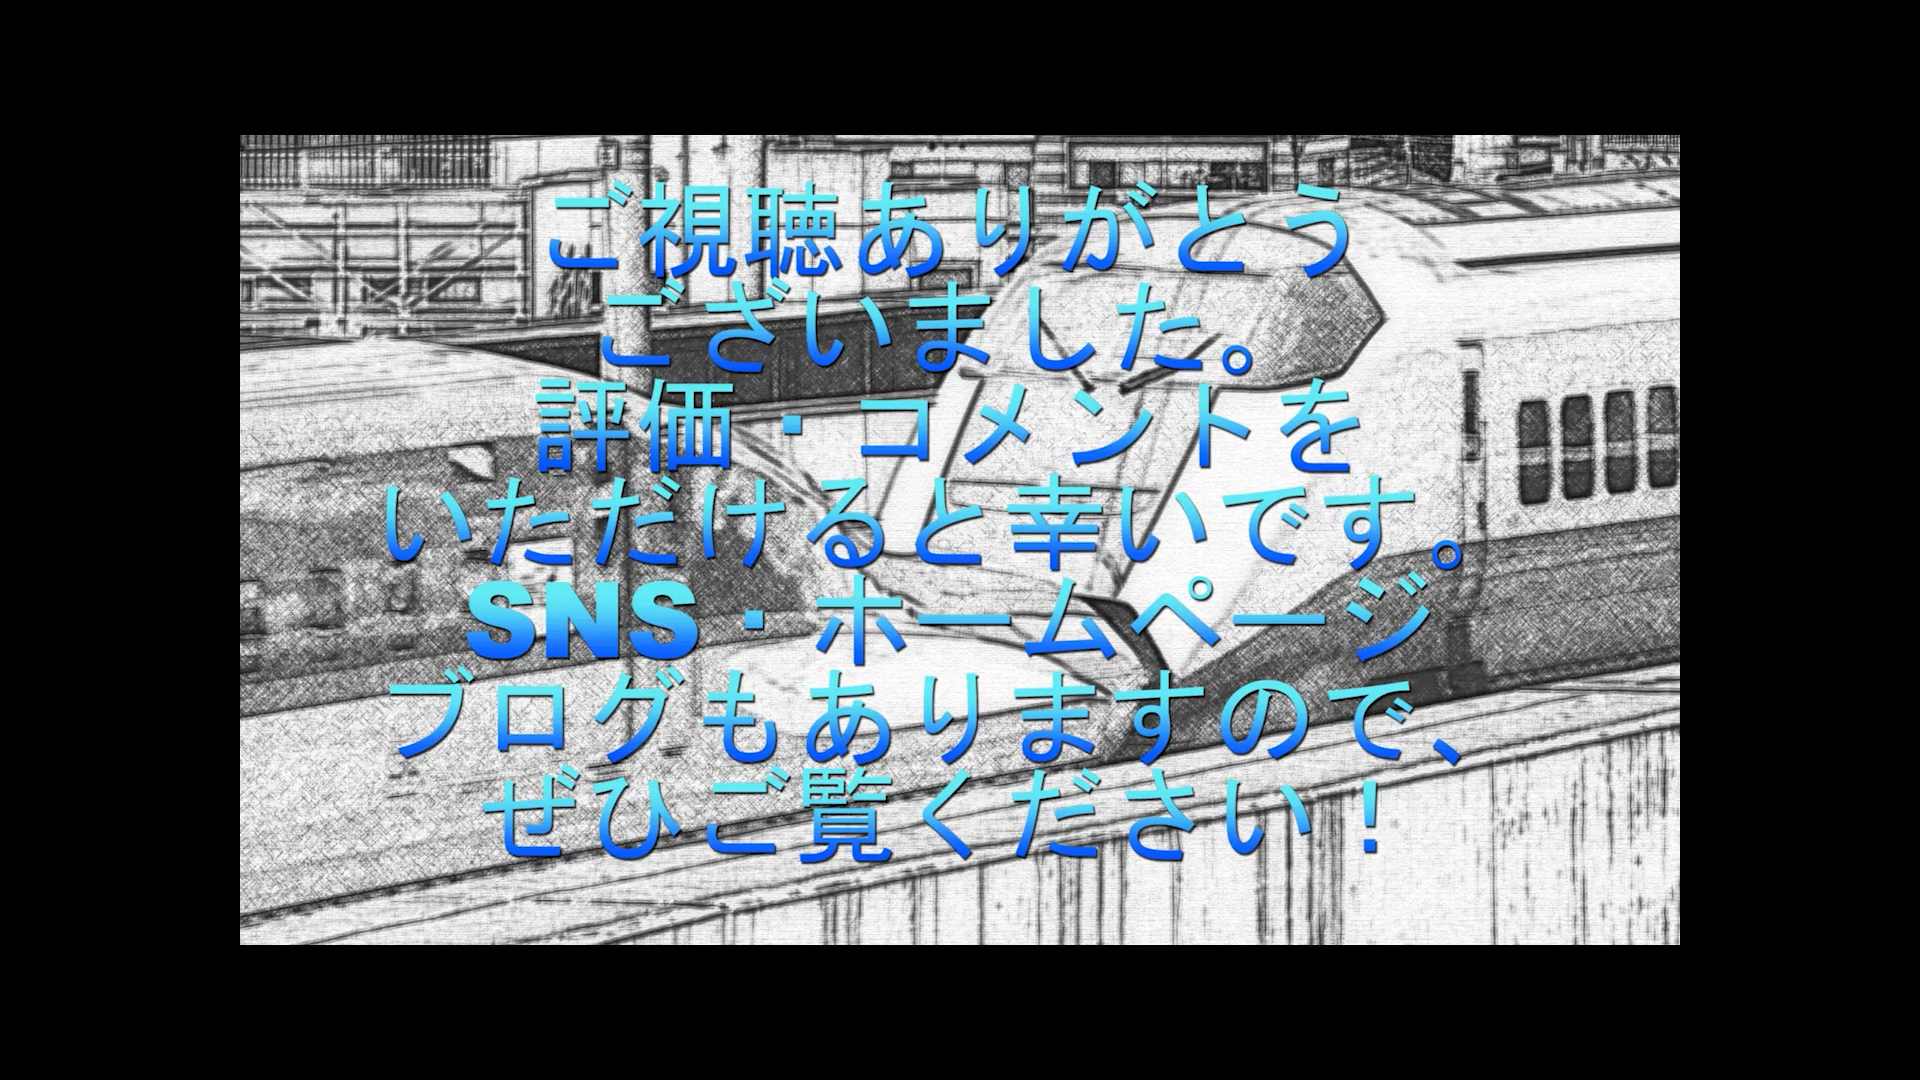 ご視聴ありがとう
ございました。
評価・コメントを
いただけると幸いです。
SNS・ホームページ
ブログもありますので、
ぜひご覧ください！